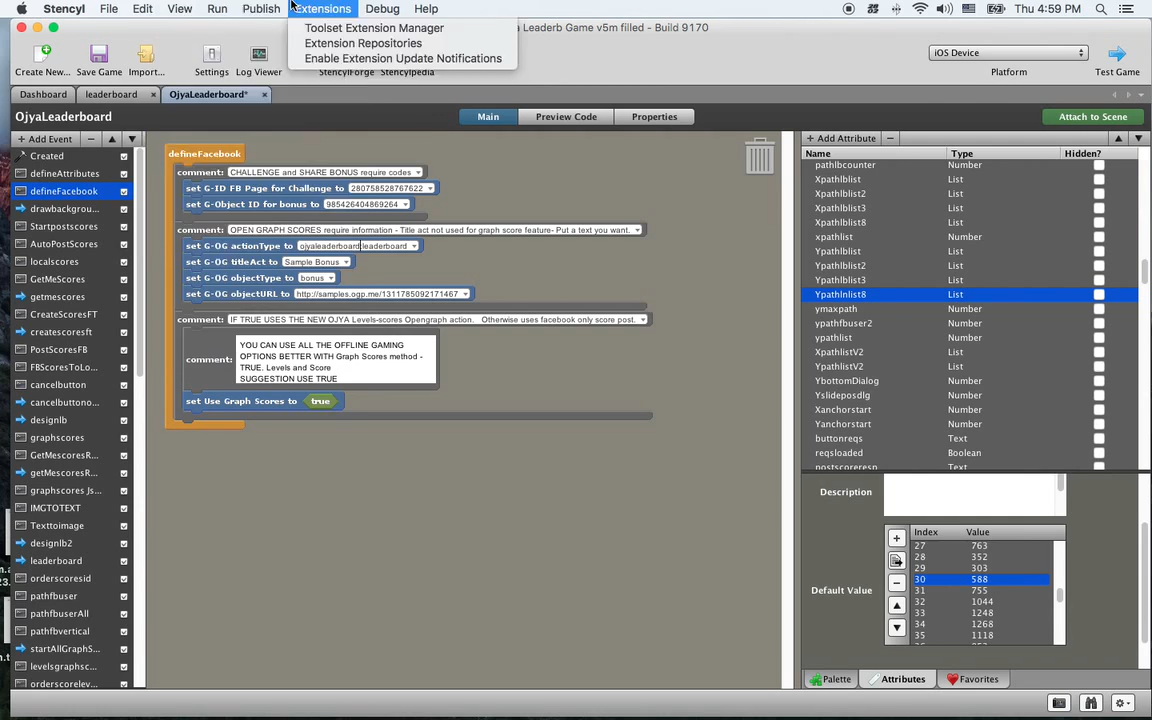 Stencyl File Edit View Run Publish Extensions Debug Help Thu 4:59 PM
a Leaderb Game v5m filled - Build 9170
Toolset Extension Manager
Extension Repositories
Enable Extension Update Notifications
iOS Device
Create New... Save Game Import... Settings Log Viewer StencylForge Stencylpedia Platform Test Game
Dashboard leaderboard × OjyaLeaderboard* ×
OjyaLeaderboard Main Preview Code Properties Attach to Scene
+ Add Event
Created
defineAttributes
defineFacebook
drawbackgrou...
Startpostscores
AutoPostScores
localscores
GetMeScores
getmescores
CreateScoresFT
createscoresft
PostScoresFB
FBScoresToLo...
cancelbutton
cancelbuttono...
designlb
graphscores
GetMescoresR...
getMescoresR...
graphscores Js...
IMGTOTEXT
Texttoimage
designlb2
leaderboard
orderscoresid
pathfbuser
pathfbuserAll
pathfbvertical
startAllGraphS...
levelsgraphsc...
orderscorelev...
defineFacebook
comment: CHALLENGE and SHARE BONUS require codes
set G-ID FB Page for Challenge to 280758528767622
set G-Object ID for bonus to 985426404869264
comment: OPEN GRAPH SCORES require information - Title act not used for graph score feature- Put a text you want.
set G-OG actionType to ojyaleaderboard:leaderboard
set G-OG titleAct to Sample Bonus
set G-OG objectType to bonus
set G-OG objectURL to http://samples.ogp.me/1311785092171467
comment: IF TRUE USES THE NEW OJYA Levels-scores Opengraph action. Otherwise uses facebook only score post.
comment: YOU CAN USE ALL THE OFFLINE GAMING
OPTIONS BETTER WITH Graph Scores method -
TRUE. Levels and Score
SUGGESTION USE TRUE
set Use Graph Scores to true
+ Add Attribute
Name Type Hidden?
pathlbcounter Number
Xpathlblist List
Xpathlblist2 List
Xpathlblist3 List
Xpathlblist8 List
xpathlist Number
Ypathlblist List
Ypathlblist2 List
Ypathlblist3 List
Ypathlnlist8 List
ymaxpath Number
ypathfbuser2 Number
ypathlist Number
XpathlistV2 List
YpathlistV2 List
YbottomDialog Number
Yslideposdlg Number
Xanchorstart Number
Yanchorstart Number
buttonreqs Text
reqsloaded Boolean
postscoreresp Text
Description
Default Value
Index Value
27 763
28 352
29 303
30 588
31 755
32 1044
33 1248
34 1268
35 1118
Palette Attributes Favorites